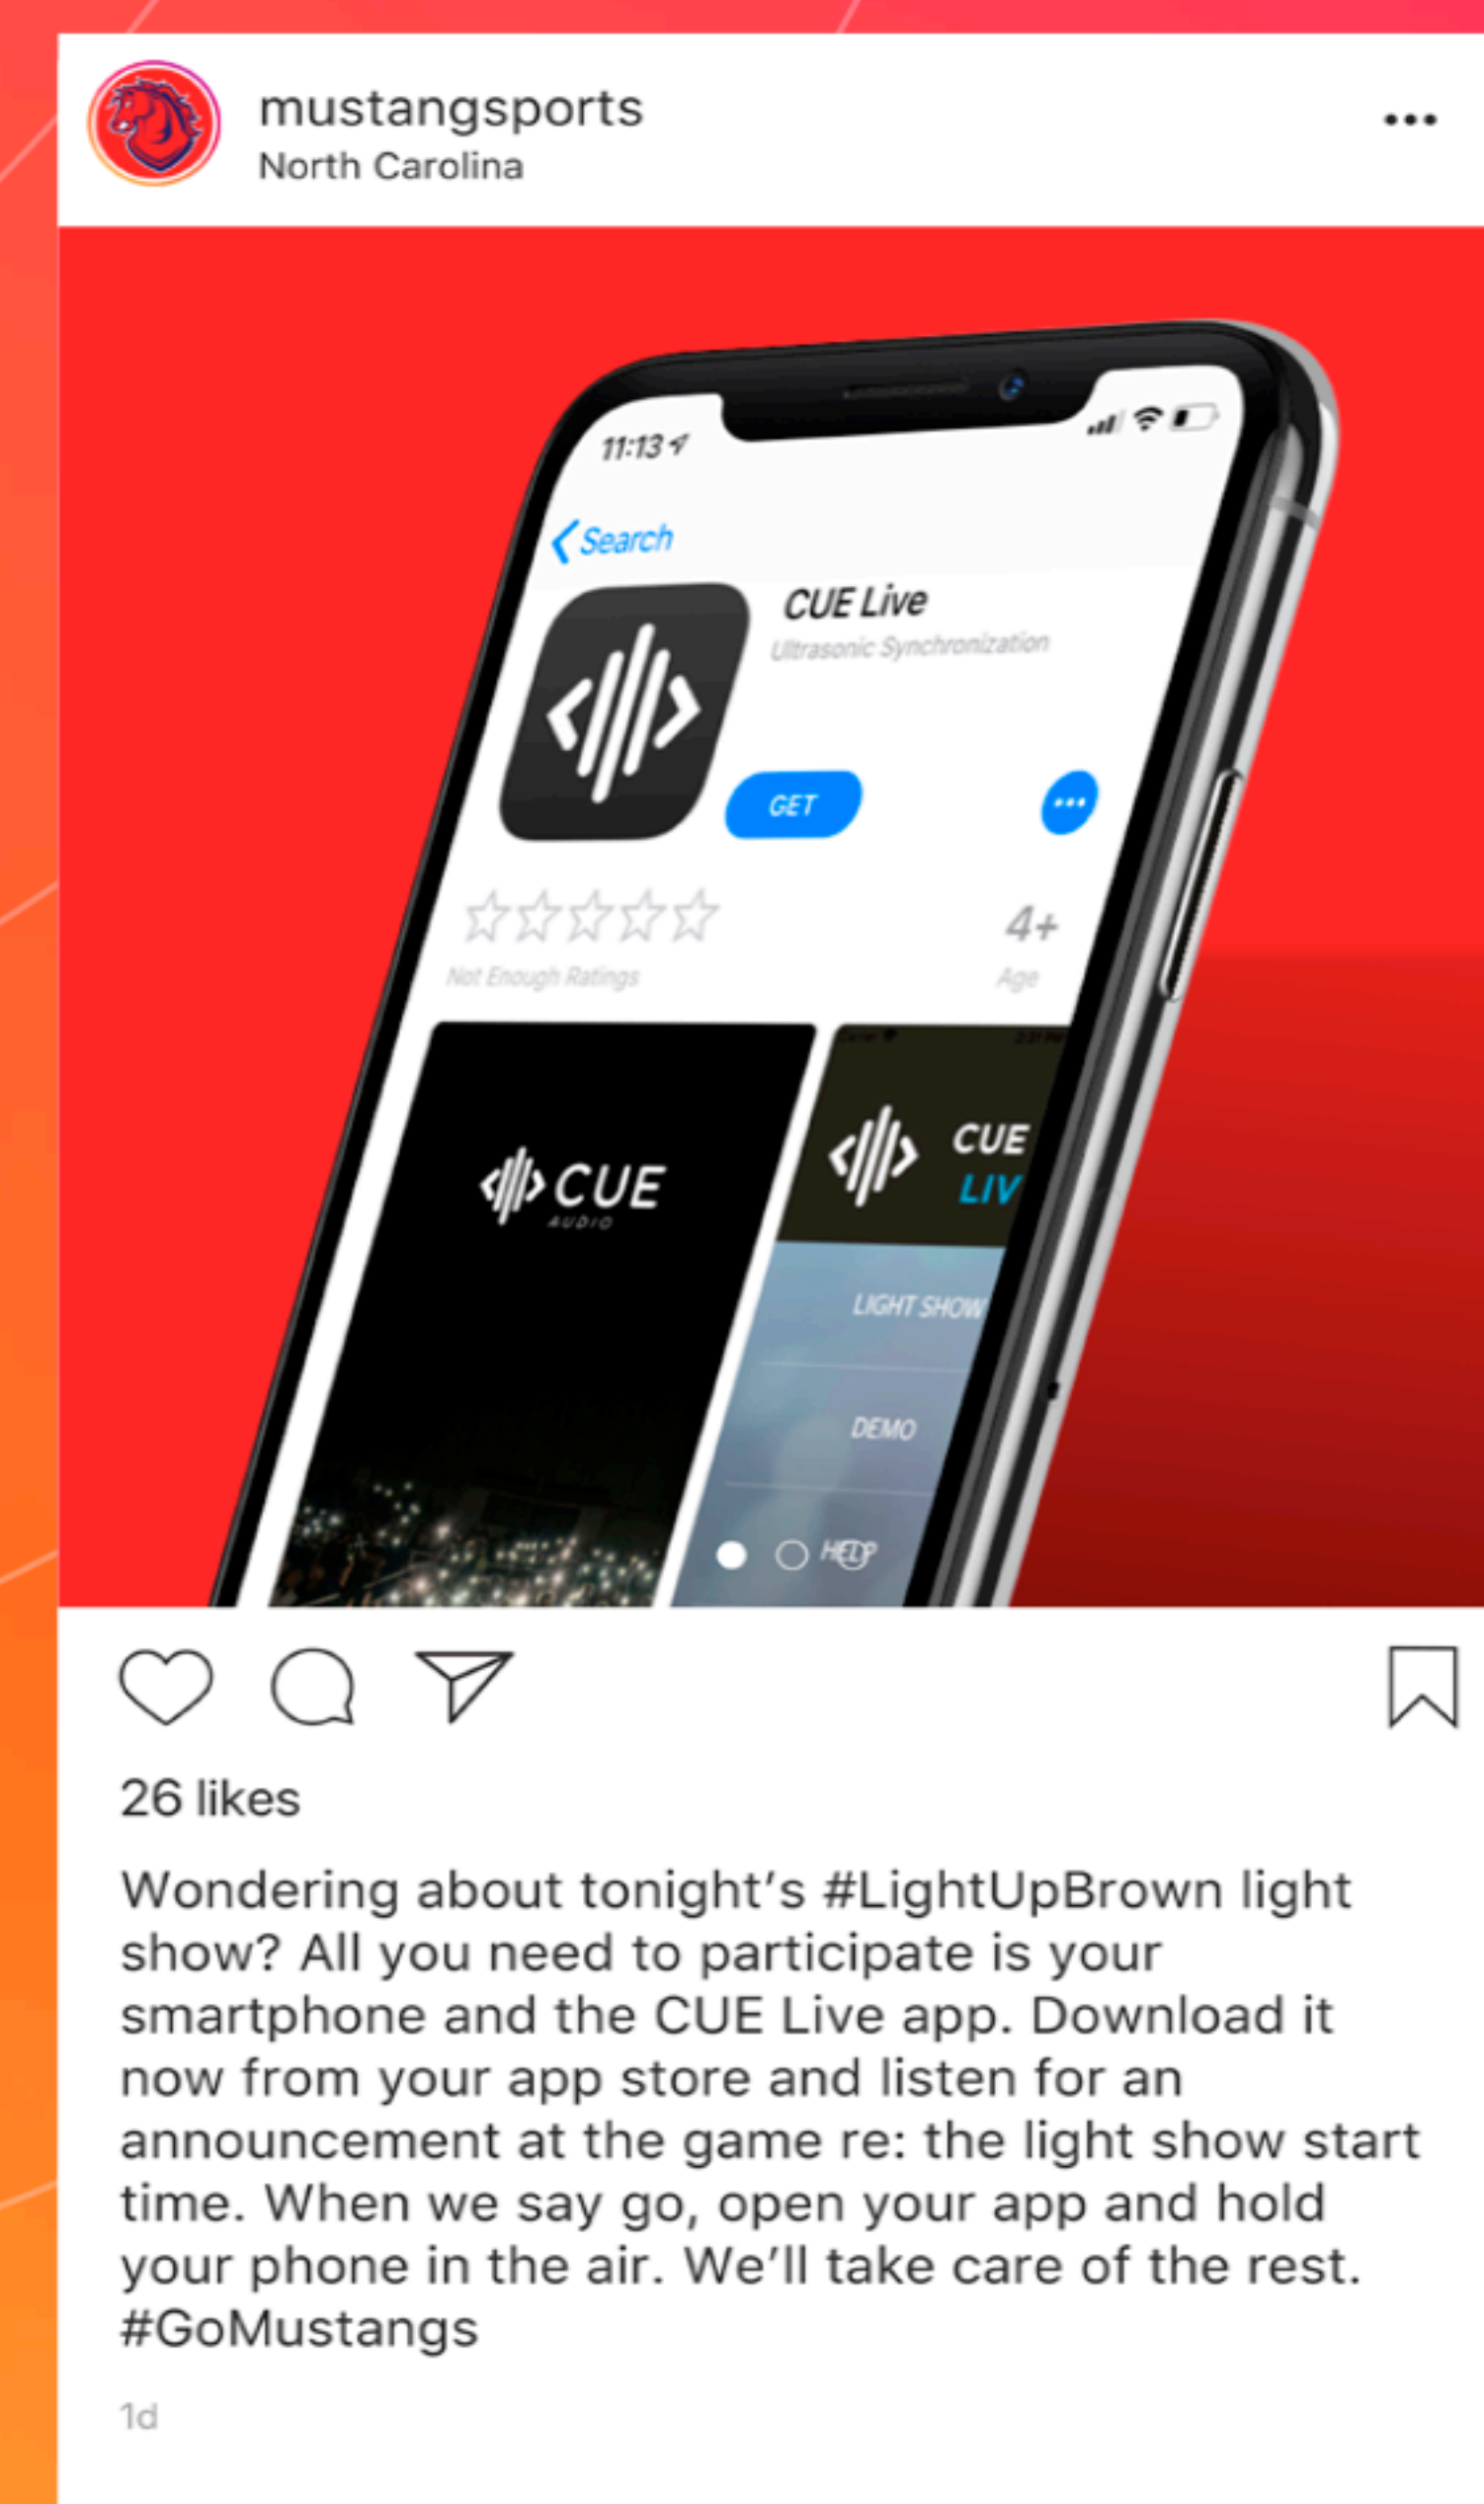 mustangsports
North Carolina
11:13
Search
CUE Live
Ultrasonic Synchronization
GET
Not Enough Ratings
4+
Age
CUE
AUDIO
CUE
LIV
LIGHT SHOW
DEMO
HELP
26 likes
Wondering about tonight’s #LightUpBrown light
show? All you need to participate is your
smartphone and the CUE Live app. Download it
now from your app store and listen for an
announcement at the game re: the light show start
time. When we say go, open your app and hold
your phone in the air. We’ll take care of the rest.
#GoMustangs
1d